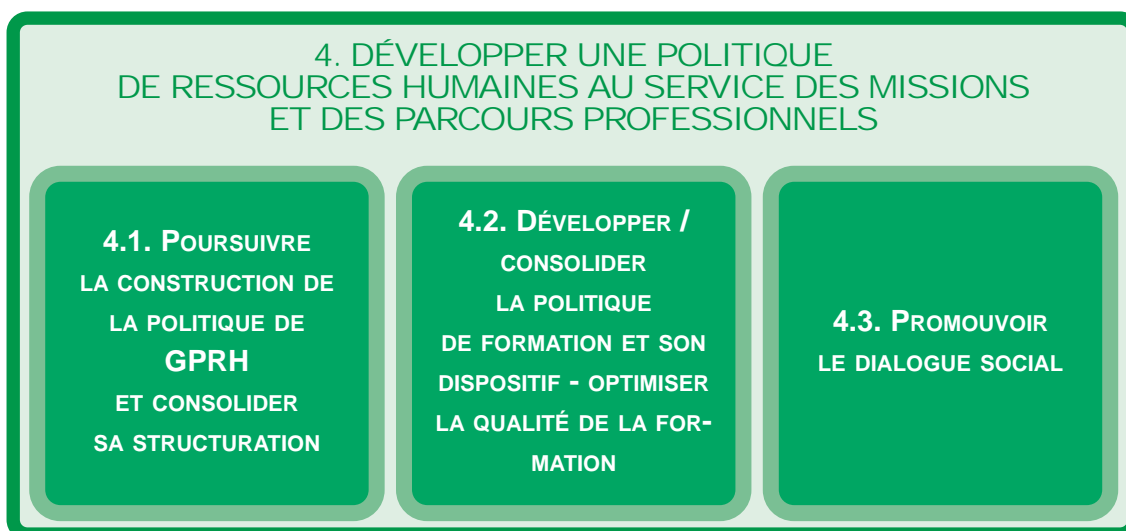 4. DÉVELOPPER UNE POLITIQUE
DE RESSOURCES HUMAINES AU SERVICE DES MISSIONS
ET DES PARCOURS PROFESSIONNELS
4.1. POURSUIVRE
LA CONSTRUCTION DE
LA POLITIQUE DE
GPRH
ET CONSOLIDER
SA STRUCTURATION
4.2. DÉVELOPPER /
CONSOLIDER
LA POLITIQUE
DE FORMATION ET SON
DISPOSITIF - OPTIMISER
LA QUALITÉ DE LA FOR-
MATION
4.3. PROMOUVOIR
LE DIALOGUE SOCIAL